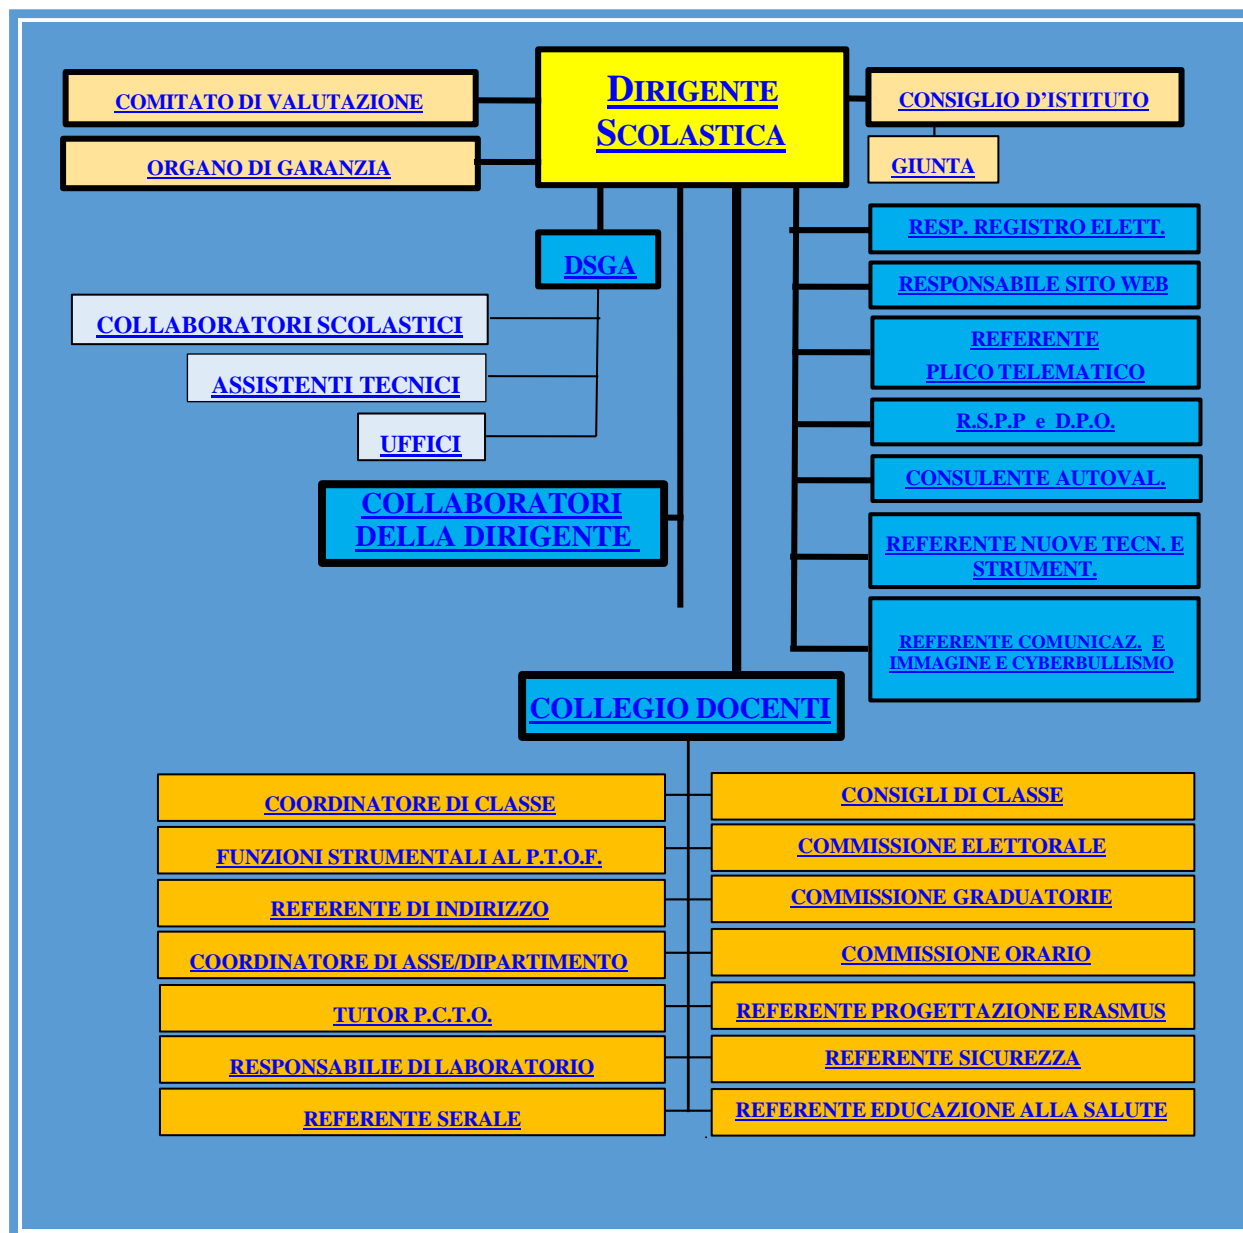 DIRIGENTE
SCOLASTICA
COMITATO DI VALUTAZIONE
ORGANO DI GARANZIA
CONSIGLIO D'ISTITUTO
GIUNTA
DSGA
COLLABORATORI SCOLASTICI
ASSISTENTI TECNICI
UFFICI
COLLABORATORI
DELLA DIRIGENTE
RESP. REGISTRO ELETT.
RESPONSABILE SITO WEB
REFERENTE
PLICO TELEMATICO
R.S.P.P e D.P.O.
CONSULENTE AUTOVAL.
REFERENTE NUOVE TECN. E
STRUMENT.
REFERENTE COMUNICAZ. E
IMMAGINE E CYBERBULLISMO
COLLEGIO DOCENTI
COORDINATORE DI CLASSE
FUNZIONI STRUMENTALI AL P.T.O.F.
REFERENTE DI INDIRIZZO
COORDINATORE DI ASSE/DIPARTIMENTO
TUTOR P.C.T.O.
RESPONSABILIE DI LABORATORIO
REFERENTE SERALE
CONSIGLI DI CLASSE
COMMISSIONE ELETTORALE
COMMISSIONE GRADUATORIE
COMMISSIONE ORARIO
REFERENTE PROGETTAZIONE ERASMUS
REFERENTE SICUREZZA
REFERENTE EDUCAZIONE ALLA SALUTE
.